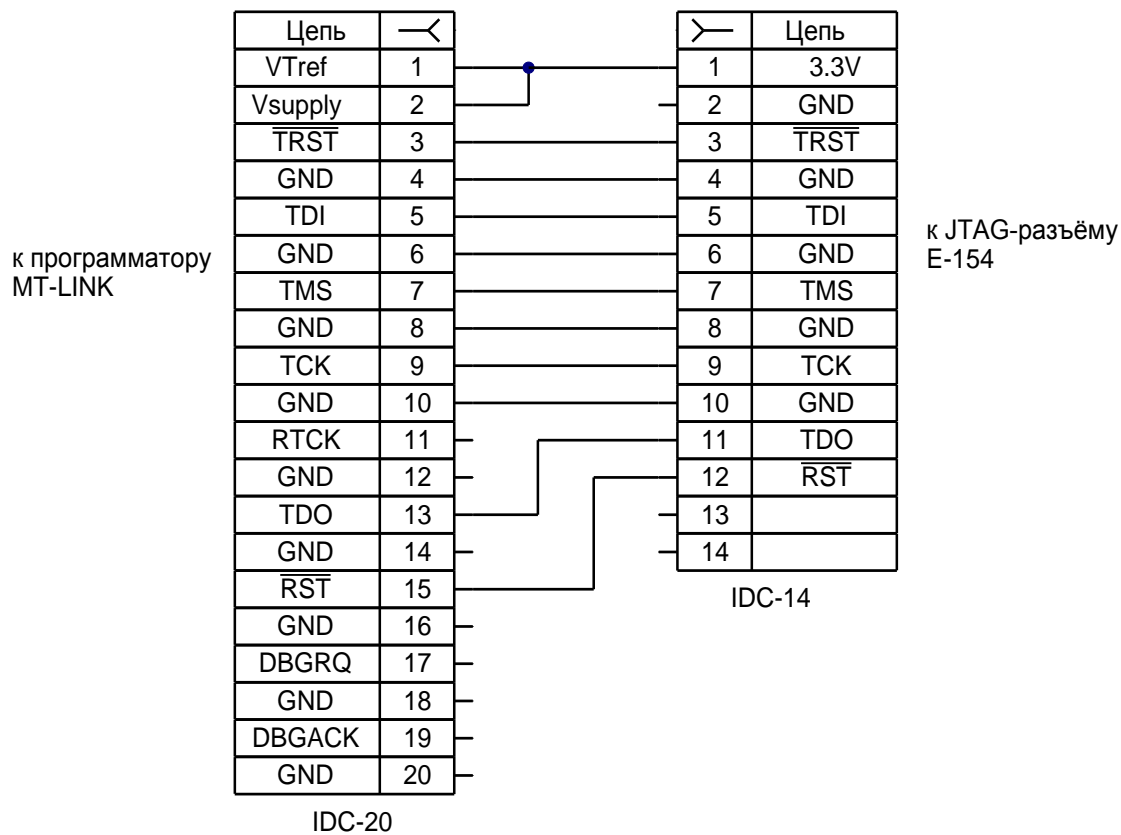 Цепь
VTref 1
Vsupply 2
TRST 3
GND 4
TDI 5
GND 6
TMS 7
GND 8
TCK 9
GND 10
RTCK 11
GND 12
TDO 13
GND 14
RST 15
GND 16
DBGRQ 17
GND 18
DBGACK 19
GND 20
IDC-20
к программатору
MT-LINK
Цепь
1 3.3V
2 GND
3 TRST
4 GND
5 TDI
6 GND
7 TMS
8 GND
9 TCK
10 GND
11 TDO
12 RST
13
14
IDC-14
к JTAG-разъёму
E-154